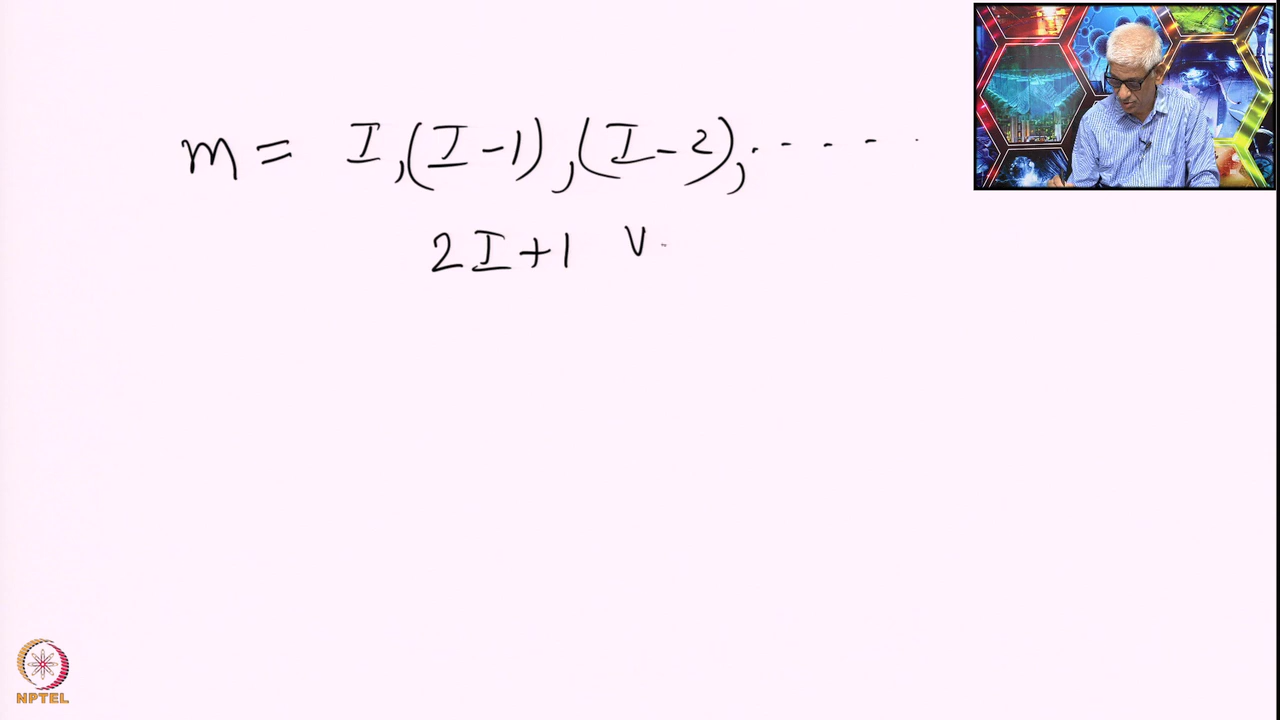 m = I, (I-1), (I-2), . . . . . .
2I+1 V
NPTEL